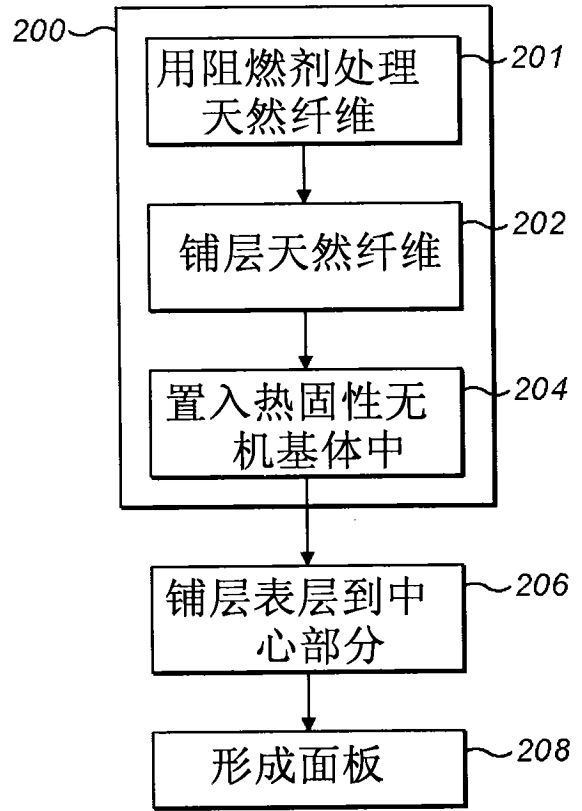 200
用阻燃剂处理
201
天然纤维
铺层天然纤维
202
置入热固性无
204
机基体中
铺层表层到中
206
心部分
形成面板
208